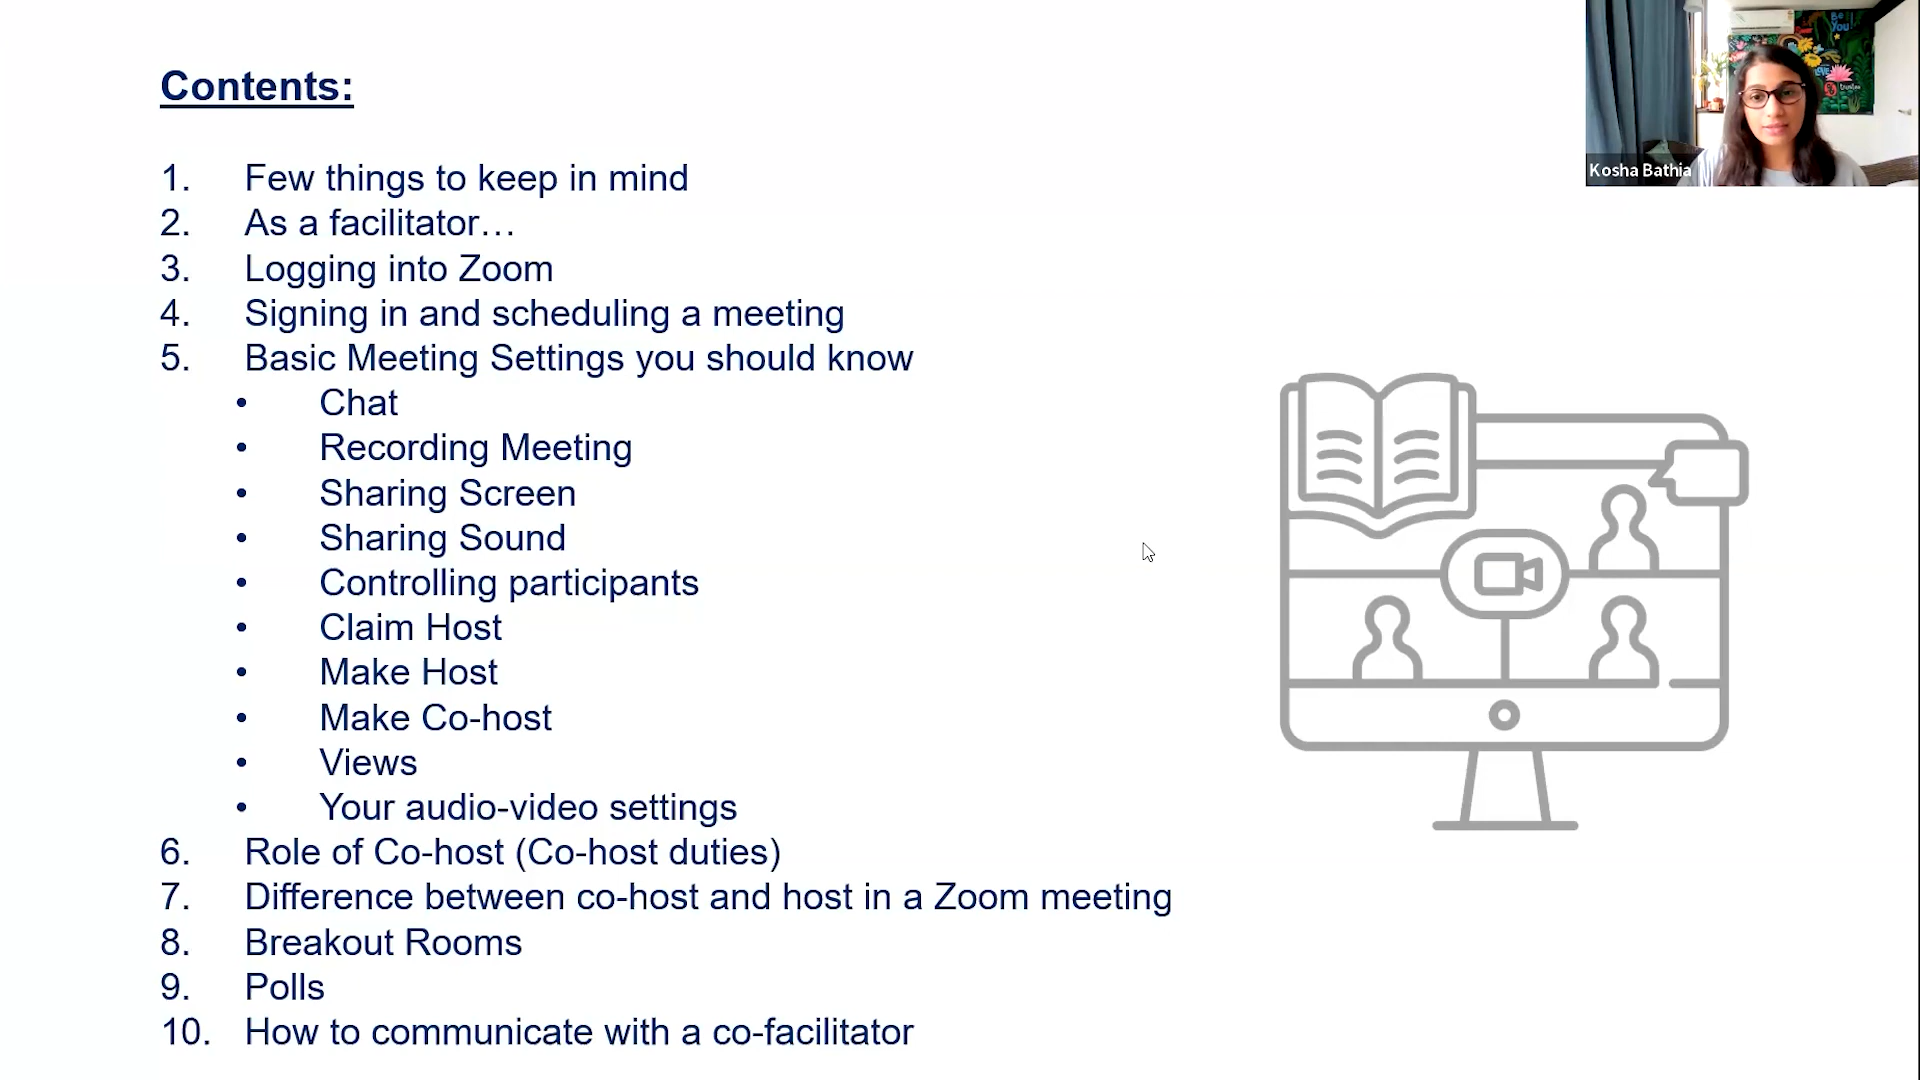 Contents:
1. Few things to keep in mind
2. As a facilitator…
3. Logging into Zoom
4. Signing in and scheduling a meeting
5. Basic Meeting Settings you should know
• Chat
• Recording Meeting
• Sharing Screen
• Sharing Sound
• Controlling participants
• Claim Host
• Make Host
• Make Co-host
• Views
• Your audio-video settings
6. Role of Co-host (Co-host duties)
7. Difference between co-host and host in a Zoom meeting
8. Breakout Rooms
9. Polls
10. How to communicate with a co-facilitator
Be
You!
Kosha Bathia